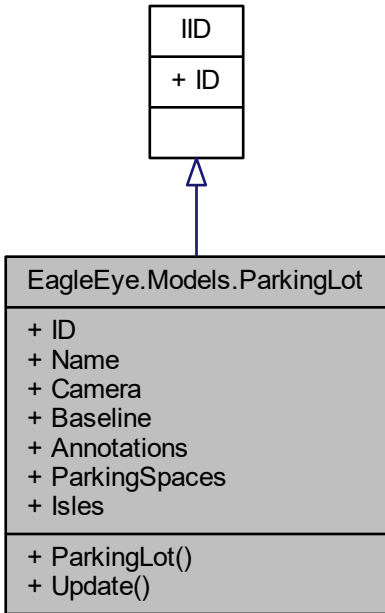 IID
+ ID
EagleEye.Models.ParkingLot
+ ID
+ Name
+ Camera
+ Baseline
+ Annotations
+ ParkingSpaces
+ Isles
+ ParkingLot()
+ Update()